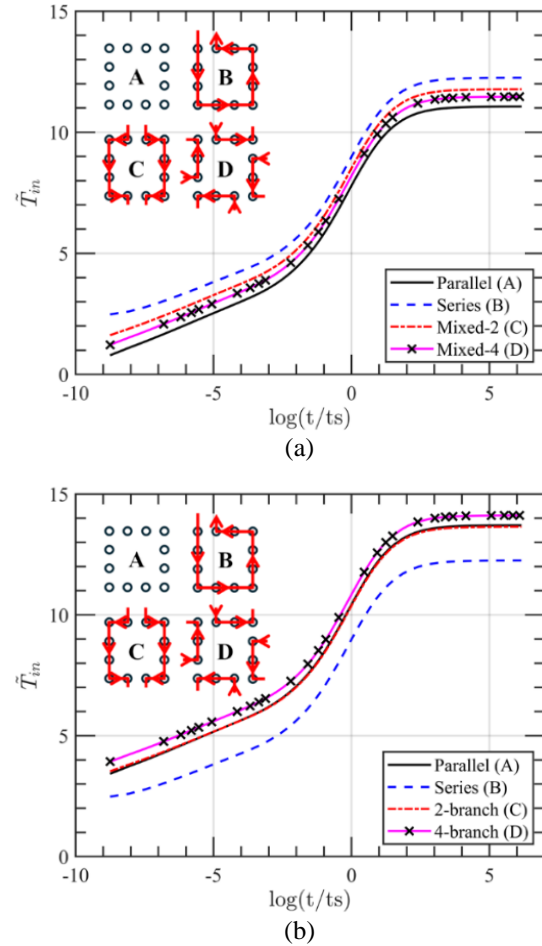 15
10
5
0
T̃in
A
B
C
D
Parallel (A)
Series (B)
Mixed-2 (C)
Mixed-4 (D)
-10
-5
0
5
log(t/ts)
(a)
15
10
5
0
T̃in
A
B
C
D
Parallel (A)
Series (B)
2-branch (C)
4-branch (D)
-10
-5
0
5
log(t/ts)
(b)